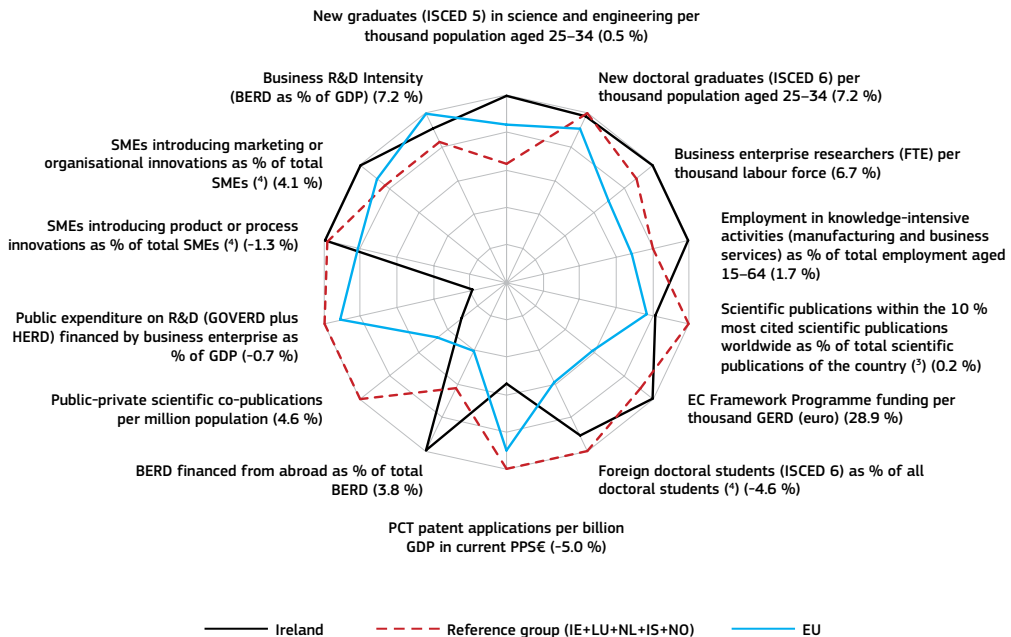 New graduates (ISCED 5) in science and engineering per
thousand population aged 25–34 (0.5 %)
New doctoral graduates (ISCED 6) per
thousand population aged 25–34 (7.2 %)
Business enterprise researchers (FTE) per
thousand labour force (6.7 %)
Employment in knowledge-intensive
activities (manufacturing and business
services) as % of total employment aged
15–64 (1.7 %)
Scientific publications within the 10 %
most cited scientific publications
worldwide as % of total scientific
publications of the country (³) (0.2 %)
EC Framework Programme funding per
thousand GERD (euro) (28.9 %)
Foreign doctoral students (ISCED 6) as % of all
doctoral students (⁴) (-4.6 %)
PCT patent applications per billion
GDP in current PPS€ (-5.0 %)
BERD financed from abroad as % of total
BERD (3.8 %)
Public-private scientific co-publications
per million population (4.6 %)
Public expenditure on R&D (GOVERD plus
HERD) financed by business enterprise as
% of GDP (-0.7 %)
SMEs introducing product or process
innovations as % of total SMEs (⁴) (-1.3 %)
SMEs introducing marketing or
organisational innovations as % of total
SMEs (⁴) (4.1 %)
Business R&D Intensity
(BERD as % of GDP) (7.2 %)
Ireland
Reference group (IE+LU+NL+IS+NO)
EU